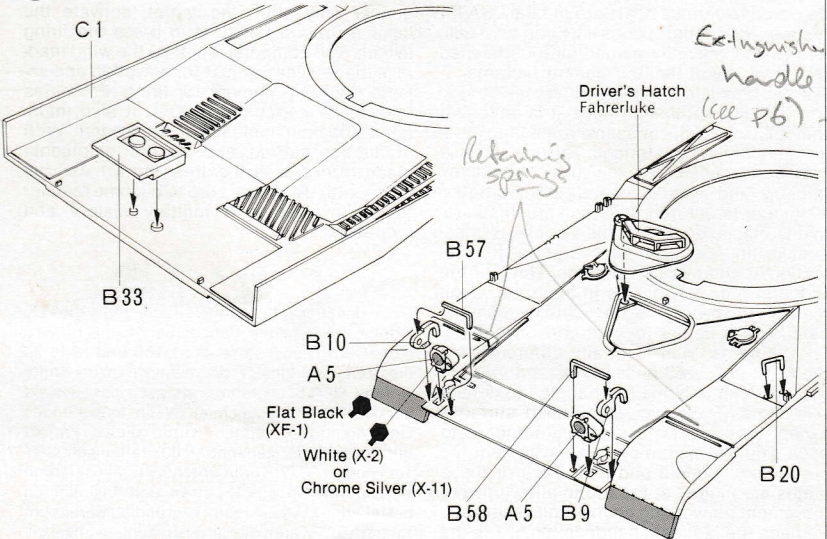 C1
Extinguisher
handle
(see p6) -
Driver's Hatch
Fahrerluke
Retaining
springs
B33
B57
B10
A5
Flat Black
(XF-1)
White (X-2)
or
Chrome Silver (X-11)
B58 A5 B9
B20